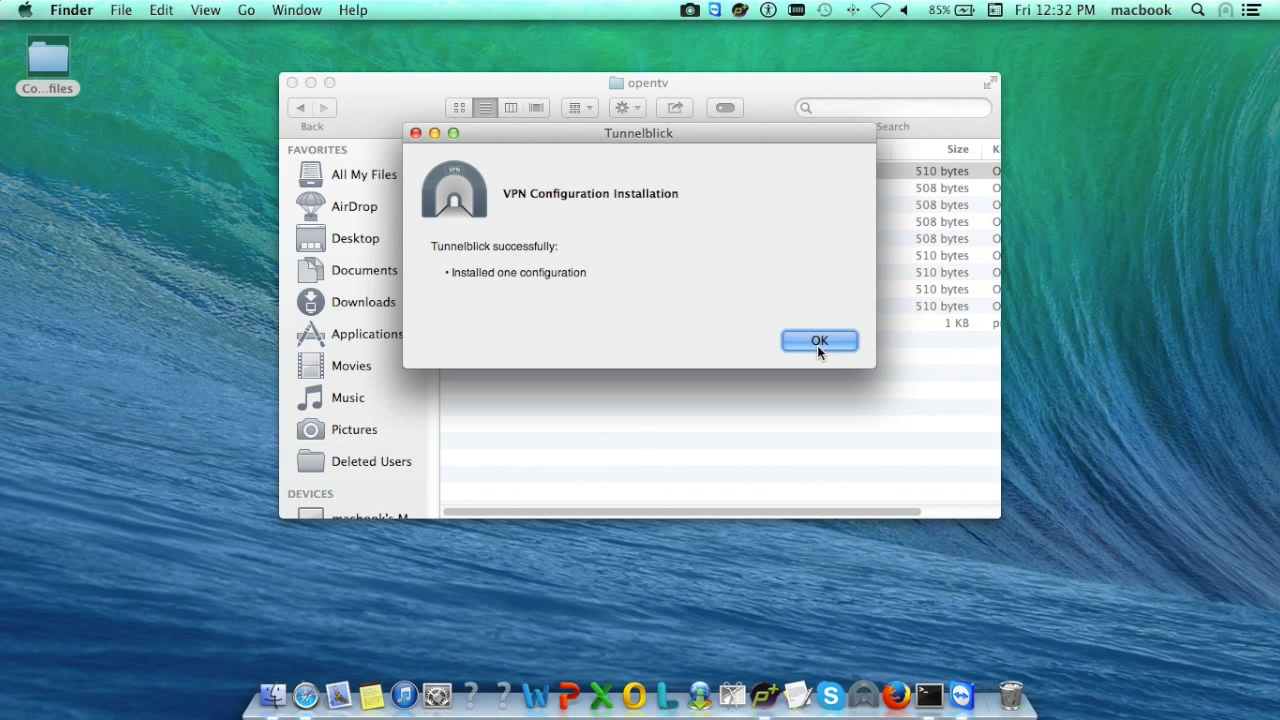 Finder File Edit View Go Window Help 85% Fri 12:32 PM macbook
Co...files
opentv
Back
Search
Tunnelblick
FAVORITES
All My Files
AirDrop
Desktop
Documents
Downloads
Applications
Movies
Music
Pictures
Deleted Users
DEVICES
macbook's M
VPN
VPN Configuration Installation
Tunnelblick successfully:
• Installed one configuration
OK
Size K
510 bytes O
508 bytes O
508 bytes O
508 bytes O
508 bytes O
510 bytes O
510 bytes O
510 bytes O
510 bytes O
1 KB p